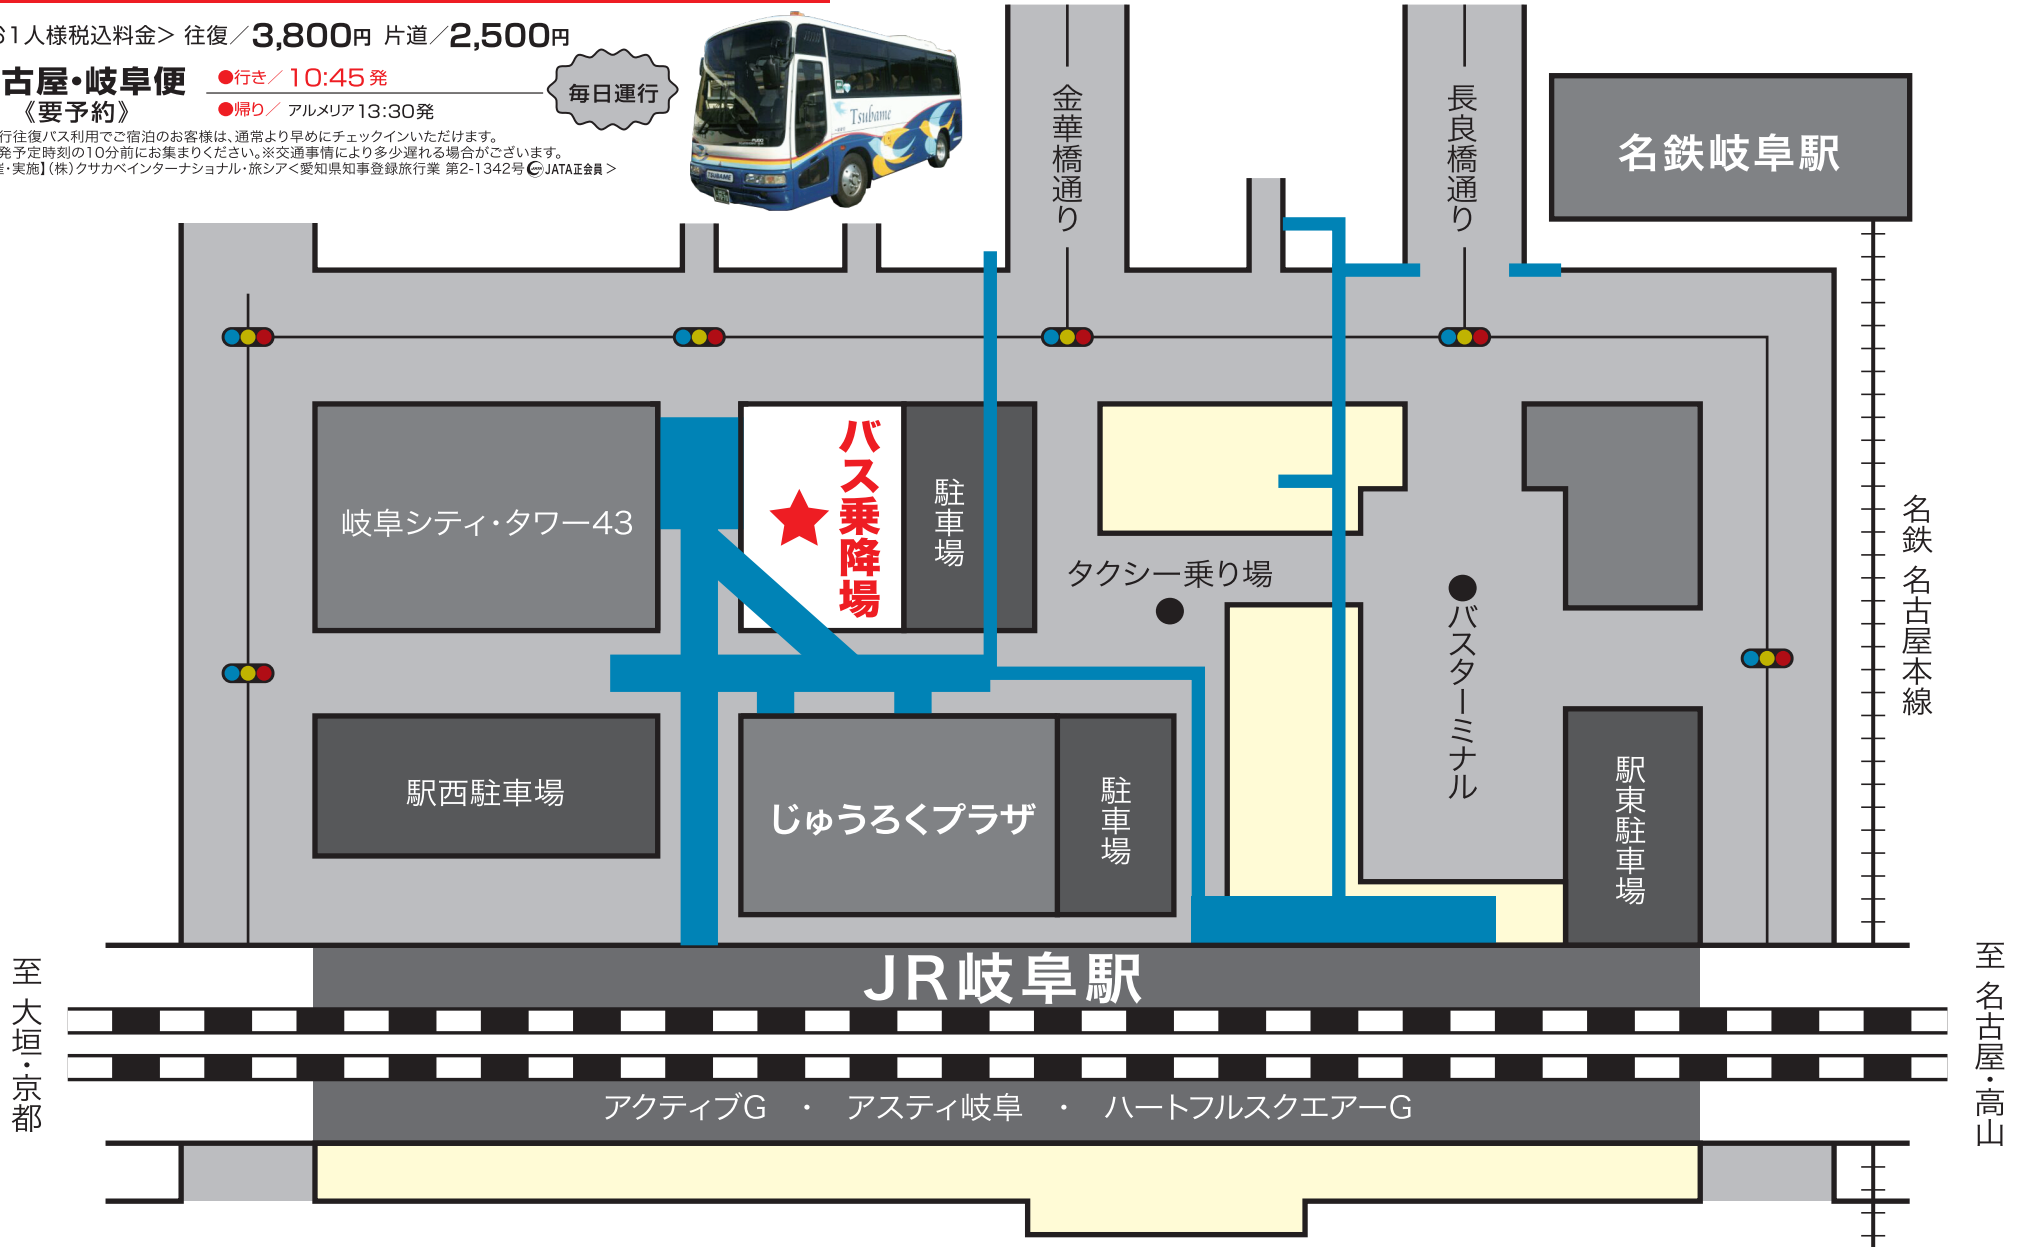 1人様税込料金＞ 往復／3,800円 片道／2,500円
古屋・岐阜便
《要予約》
●行き／10:45発
●帰り／アルメリア13:30発
毎日運行
行往復バス利用でご宿泊のお客様は、通常より早めにチェックインいただけます。
発予定時刻の10分前にお集まりください。※交通事情により多少遅れる場合がございます。
・実施】（株）クサカベインターナショナル・旅シア＜愛知県知事登録旅行業 第2-1342号 JATA正会員＞
Tsubame
TSUBAME
金華橋通り
長良橋通り
名鉄岐阜駅
岐阜シティ・タワー43
バス乗降場
駐車場
タクシー乗り場
バスターミナル
名鉄 名古屋本線
駅西駐車場
じゅうろくプラザ
駐車場
駅東駐車場
JR岐阜駅
至 大垣・京都
至 名古屋・高山
アクティブG ・ アスティ岐阜 ・ ハートフルスクエアーG